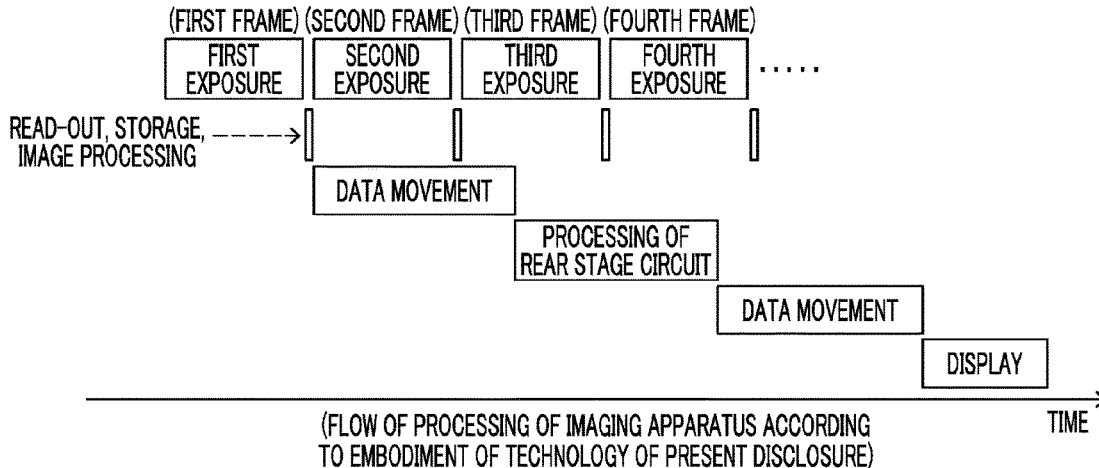 (FIRST FRAME) (SECOND FRAME) (THIRD FRAME) (FOURTH FRAME)
FIRST
EXPOSURE
SECOND
EXPOSURE
THIRD
EXPOSURE
FOURTH
EXPOSURE
.....
READ-OUT, STORAGE,
IMAGE PROCESSING
DATA MOVEMENT
PROCESSING OF
REAR STAGE CIRCUIT
DATA MOVEMENT
DISPLAY
TIME
(FLOW OF PROCESSING OF IMAGING APPARATUS ACCORDING
TO EMBODIMENT OF TECHNOLOGY OF PRESENT DISCLOSURE)